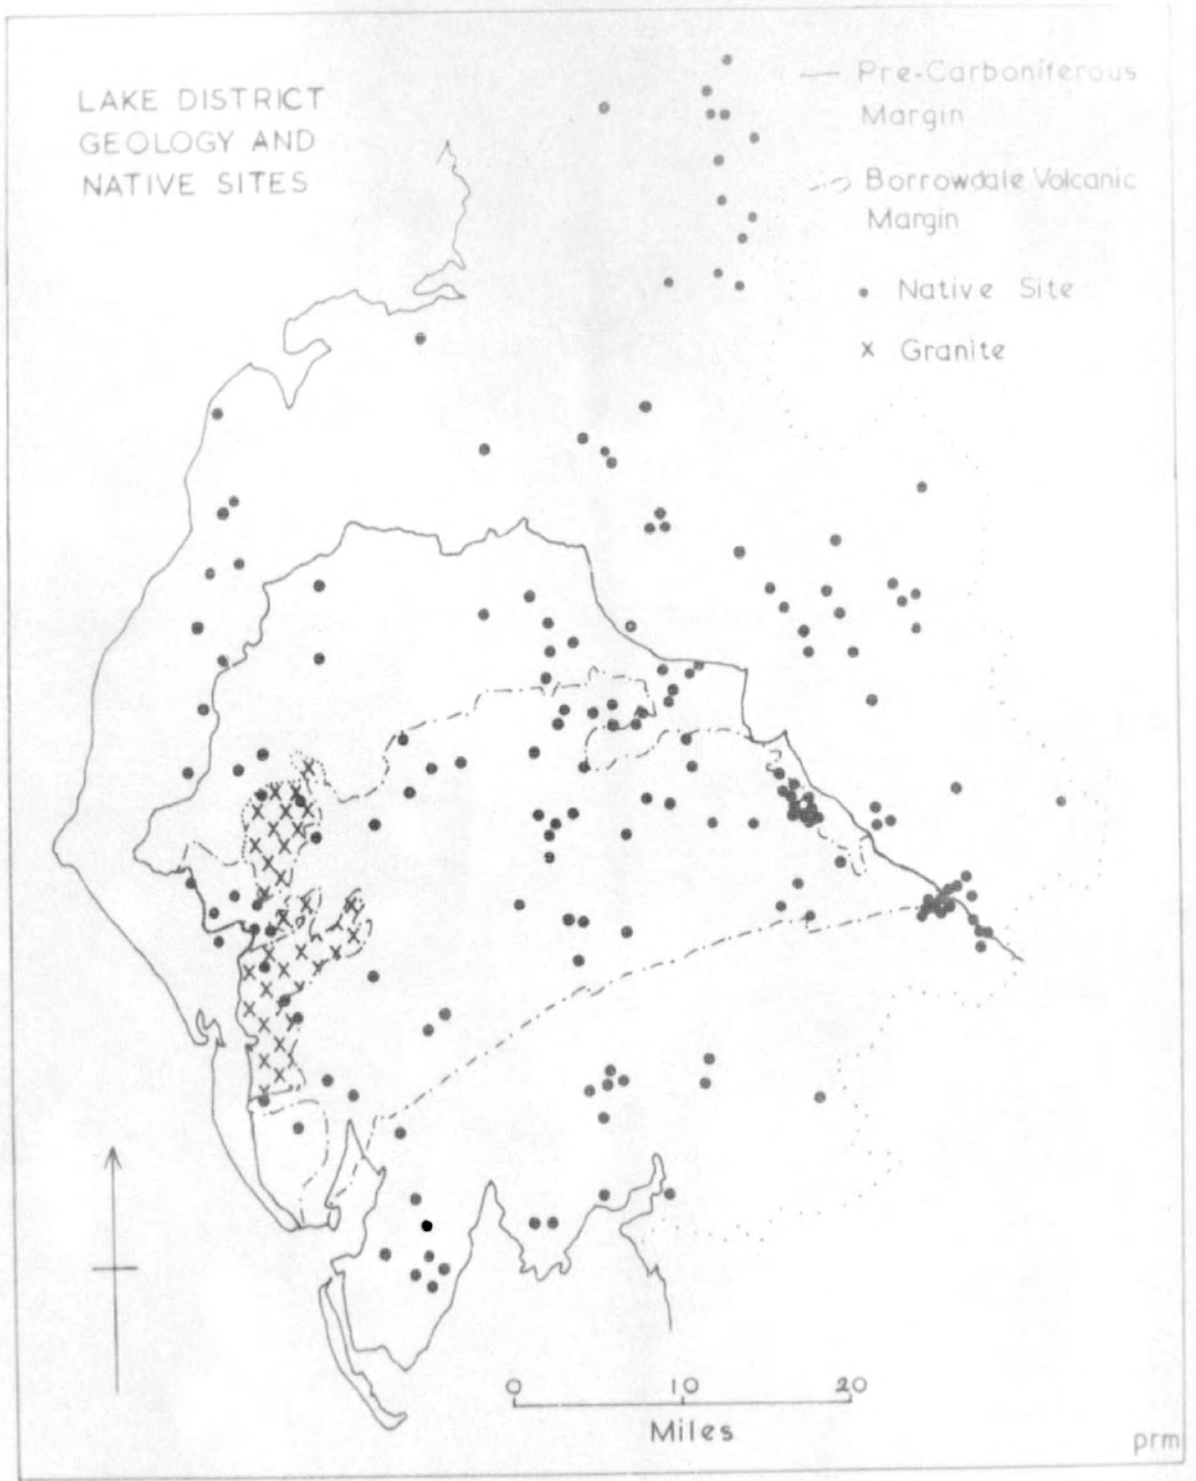 LAKE DISTRICT
GEOLOGY AND
NATIVE SITES
Pre-Carboniferous
Margin
Borrowdale Volcanic
Margin
Native Site
x Granite
0 10 20
Miles
prm